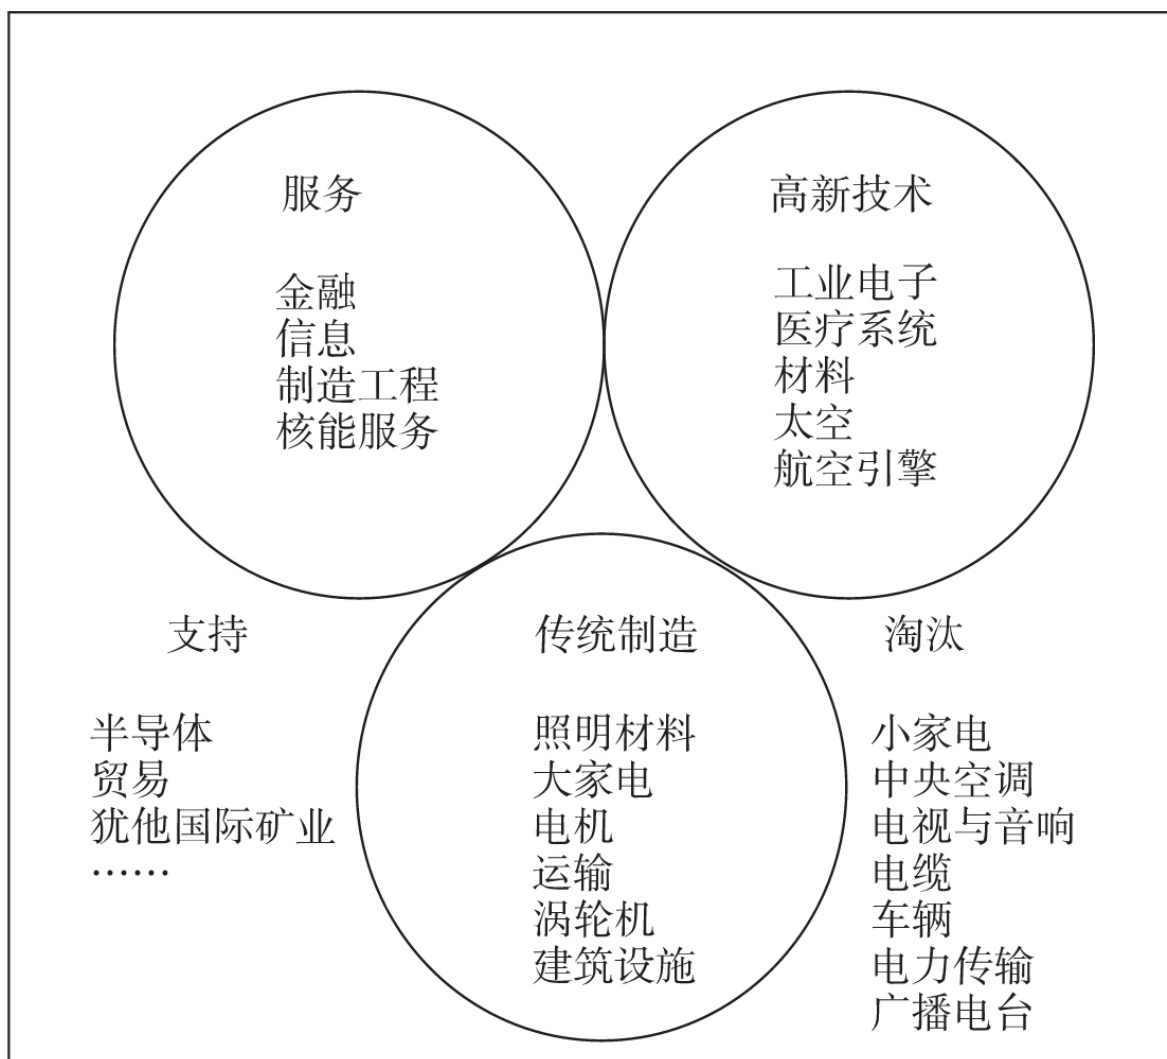 服务
金融
信息
制造工程
核能服务
高新技术
工业电子
医疗系统
材料
太空
航空引擎
支持
半导体
贸易
犹他国际矿业
……
传统制造
照明材料
大家电
电机
运输
涡轮机
建筑设施
淘汰
小家电
中央空调
电视与音响
电缆
车辆
电力传输
广播电台